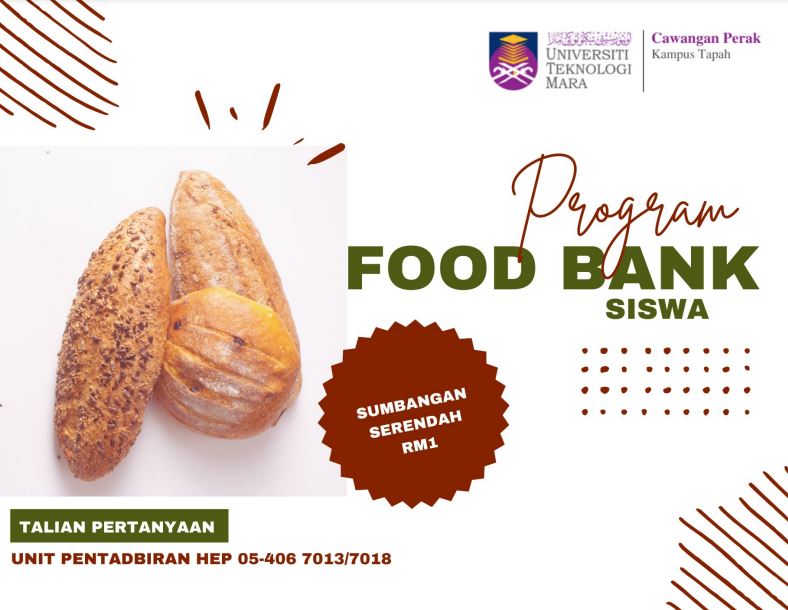 UNIVERSITI
TEKNOLOGI
MARA
Cawangan Perak
Kampus Tapah
Program
FOOD BANK
SISWA
SUMBANGAN
SERENDAH
RM1
TALIAN PERTANYAAN
UNIT PENTADBIRAN HEP 05-406 7013/7018